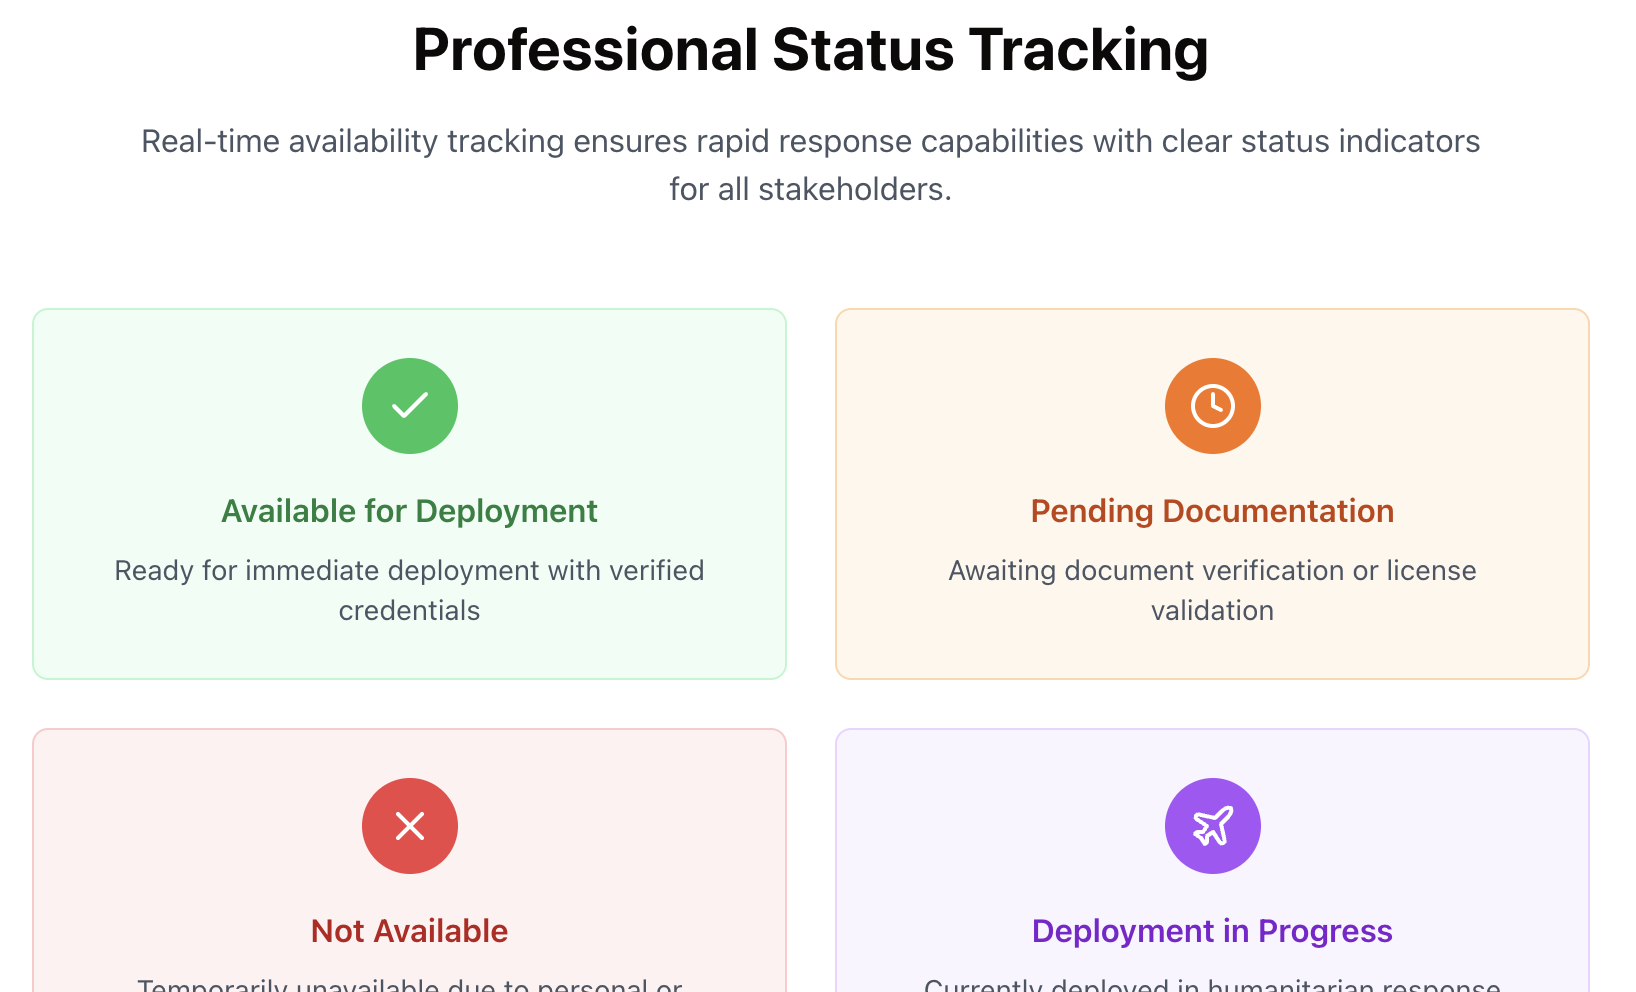 Professional Status Tracking
Real-time availability tracking ensures rapid response capabilities with clear status indicators
for all stakeholders.
Available for Deployment
Ready for immediate deployment with verified
credentials
Pending Documentation
Awaiting document verification or license
validation
Not Available
Temporarily unavailable due to personal or
Deployment in Progress
Currently deployed in humanitarian response